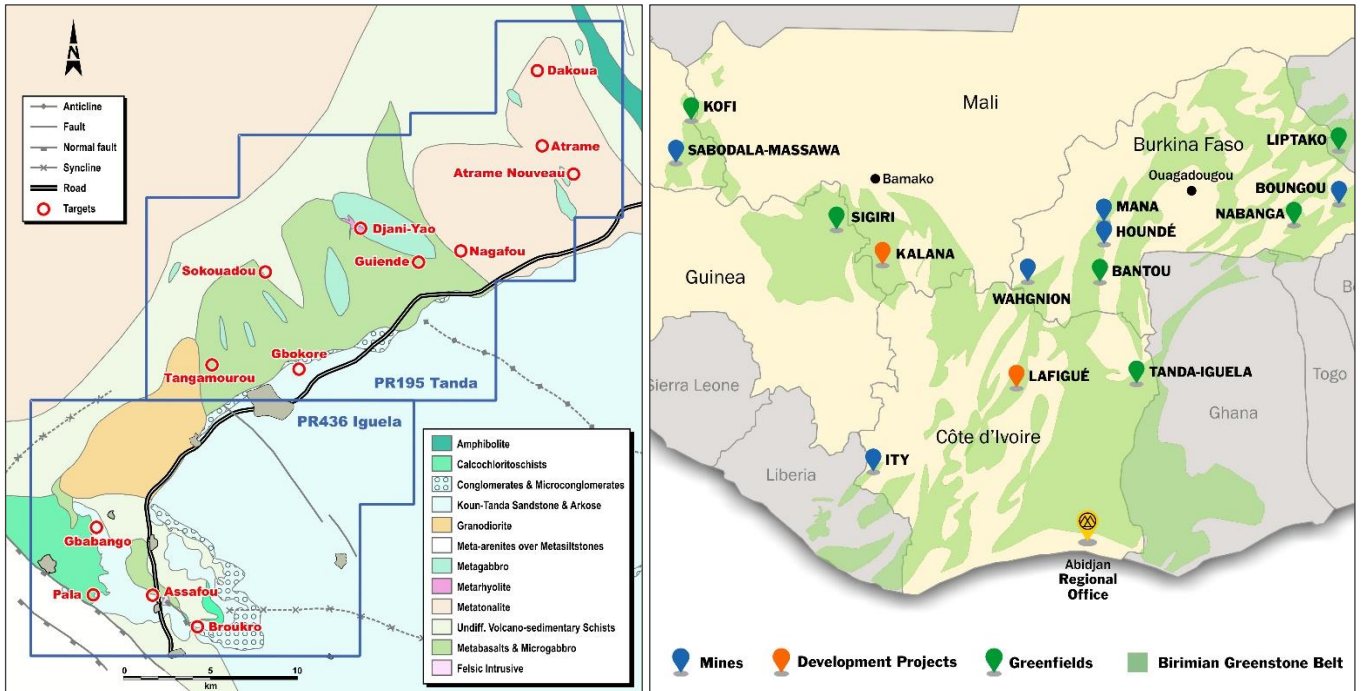 N
Anticline
Fault
Normal fault
Syncline
Road
Targets
Dakoua
Atrame
Atrame Nouveau
Djani-Yao
Nagafou
Guiende
Sokouadou
Gbokore
Tangamourou
PR195 Tanda
PR436 Iguela
Gbabango
Pala
Assafou
Broukro
0 5 10
km
Amphibolite
Calcochloritoschists
Conglomerates & Microconglomerates
Koun-Tanda Sandstone & Arkose
Granodiorite
Meta-arenites over Metasiltstones
Metagabbro
Metarhyolite
Metatonalite
Undiff. Volcano-sedimentary Schists
Metabasalts & Microgabbro
Felsic Intrusive
KOFI
Mali
SABODALA-MASSAWA
Burkina Faso
LIPTAKO
Bamako
Ouagadougou
BOUNGOU
MANA
NABANGA
SIGIRI
HOUNDÉ
KALANA
BANTOU
Guinea
WAHGNION
LAFIGUÉ
TANDA-IGUELA
Sierra Leone
Togo
Ghana
Côte d'Ivoire
ITY
Liberia
Abidjan
Regional
Office
Mines
Development Projects
Greenfields
Birimian Greenstone Belt